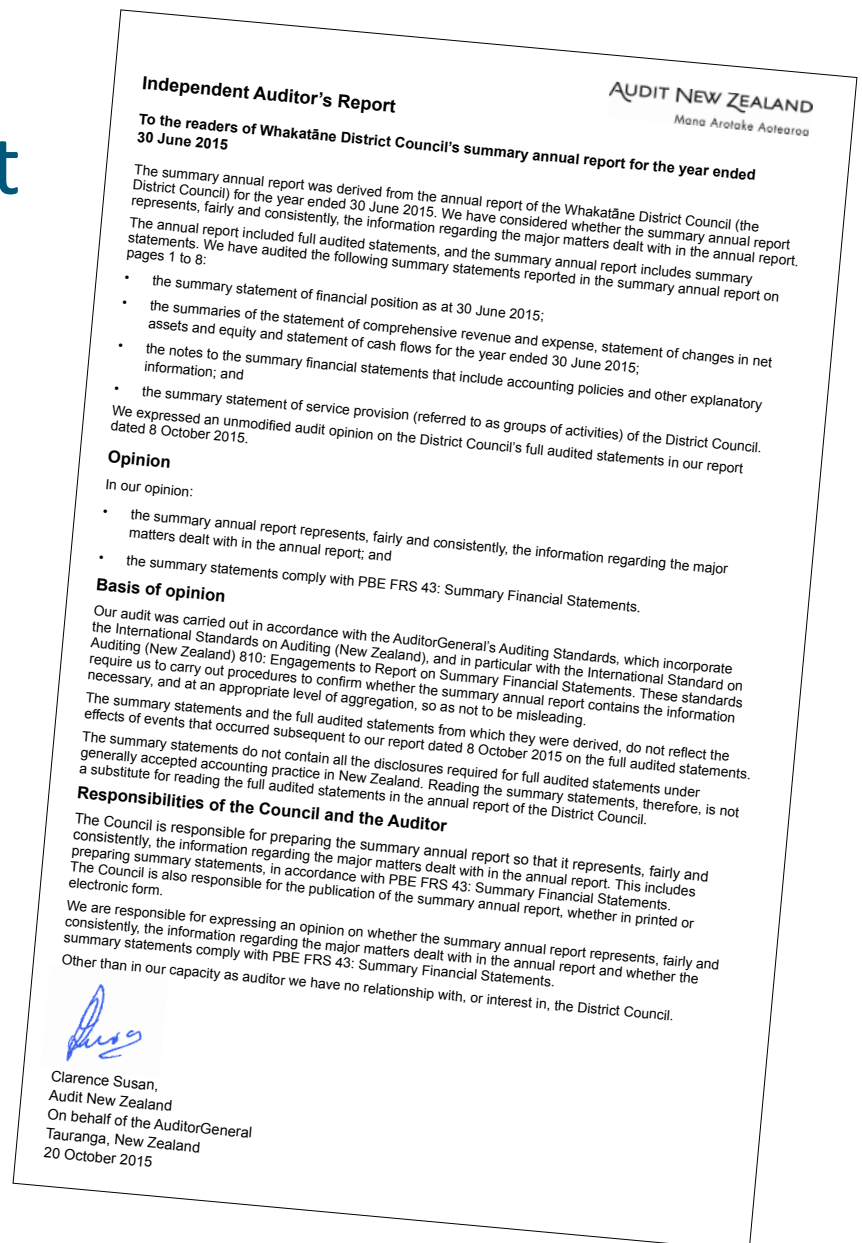 t
AUDIT NEW ZEALAND
Mana Arotake Aotearoa
Independent Auditor’s Report
To the readers of Whakatāne District Council’s summary annual report for the year ended
30 June 2015
The summary annual report was derived from the annual report of the Whakatāne District Council (the
District Council) for the year ended 30 June 2015. We have considered whether the summary annual report
represents, fairly and consistently, the information regarding the major matters dealt with in the annual report.
The annual report included full audited statements, and the summary annual report includes summary
statements. We have audited the following summary statements reported in the summary annual report on
pages 1 to 8:
• the summary statement of financial position as at 30 June 2015;
• the summaries of the statement of comprehensive revenue and expense, statement of changes in net
assets and equity and statement of cash flows for the year ended 30 June 2015;
• the notes to the summary financial statements that include accounting policies and other explanatory
information; and
• the summary statement of service provision (referred to as groups of activities) of the District Council.
We expressed an unmodified audit opinion on the District Council’s full audited statements in our report
dated 8 October 2015.
Opinion
In our opinion:
• the summary annual report represents, fairly and consistently, the information regarding the major
matters dealt with in the annual report; and
• the summary statements comply with PBE FRS 43: Summary Financial Statements.
Basis of opinion
Our audit was carried out in accordance with the AuditorGeneral’s Auditing Standards, which incorporate
the International Standards on Auditing (New Zealand), and in particular with the International Standard on
Auditing (New Zealand) 810: Engagements to Report on Summary Financial Statements. These standards
require us to carry out procedures to confirm whether the summary annual report contains the information
necessary, and at an appropriate level of aggregation, so as not to be misleading.
The summary statements and the full audited statements from which they were derived, do not reflect the
effects of events that occurred subsequent to our report dated 8 October 2015 on the full audited statements.
The summary statements do not contain all the disclosures required for full audited statements under
generally accepted accounting practice in New Zealand. Reading the summary statements, therefore, is not
a substitute for reading the full audited statements in the annual report of the District Council.
Responsibilities of the Council and the Auditor
The Council is responsible for preparing the summary annual report so that it represents, fairly and
consistently, the information regarding the major matters dealt with in the annual report. This includes
preparing summary statements, in accordance with PBE FRS 43: Summary Financial Statements.
The Council is also responsible for the publication of the summary annual report, whether in printed or
electronic form.
We are responsible for expressing an opinion on whether the summary annual report represents, fairly and
consistently, the information regarding the major matters dealt with in the annual report and whether the
summary statements comply with PBE FRS 43: Summary Financial Statements.
Other than in our capacity as auditor we have no relationship with, or interest in, the District Council.
Clarence Susan,
Audit New Zealand
On behalf of the AuditorGeneral
Tauranga, New Zealand
20 October 2015